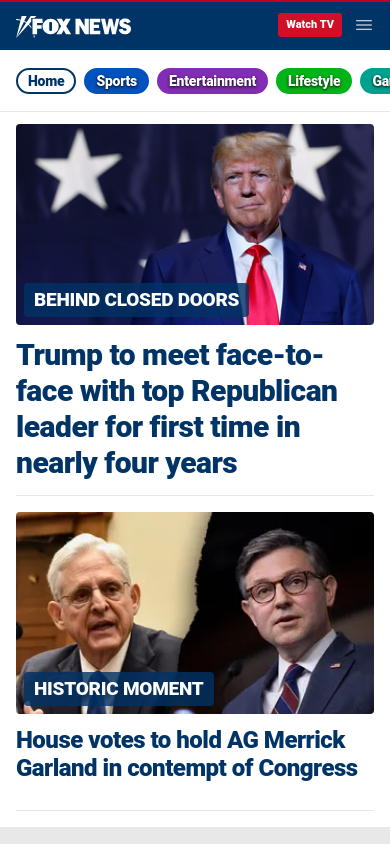 FOX NEWS
Watch TV
Home Sports Entertainment Lifestyle
BEHIND CLOSED DOORS
Trump to meet face-to-
face with top Republican
leader for first time in
nearly four years
HISTORIC MOMENT
House votes to hold AG Merrick
Garland in contempt of Congress